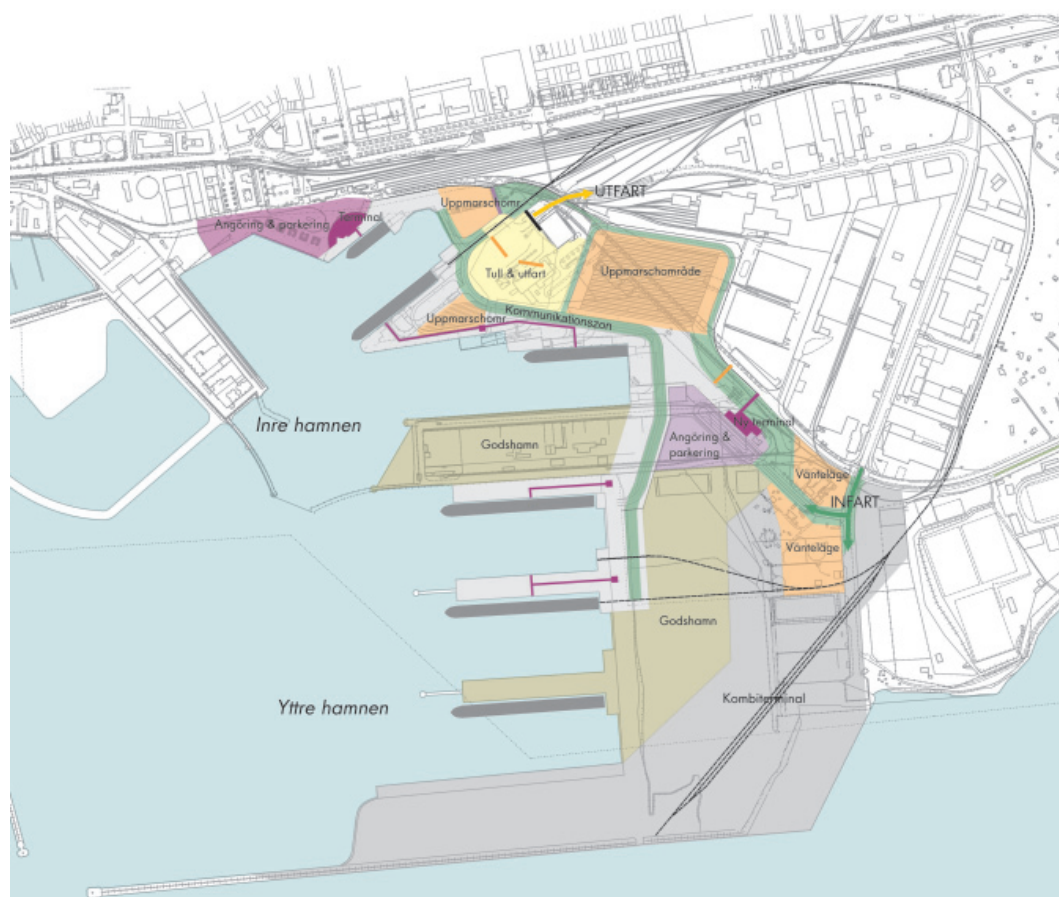 UTFART
Uppmarschomr
Angöring & parkering
Terminal
Tull & utfart
Uppmarschområde
Uppmarschomr
Kommunikationszon
Inre hamnen
Godshamn
Angöring &
parkering
Ny terminal
Vänteläge
INFART
Vänteläge
Godshamn
Yttre hamnen
Kombiterminal